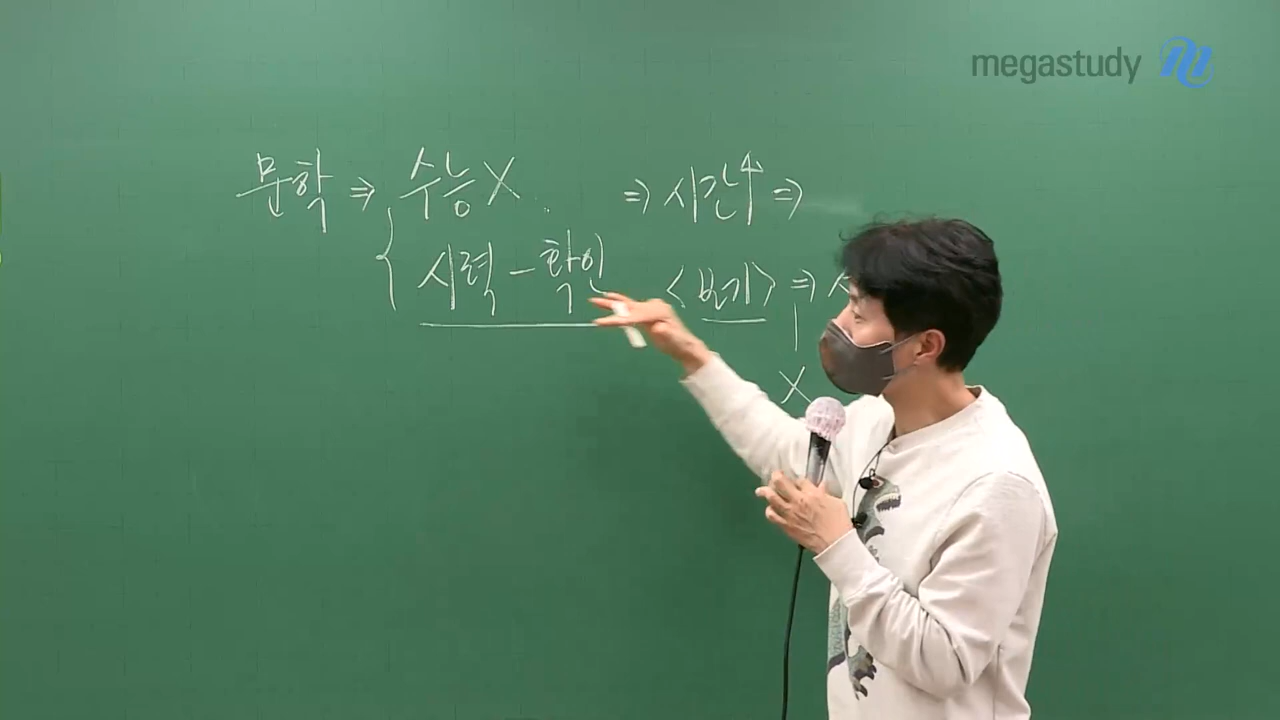 megastudy
문학 ⇒ 수능 X ⇒ 시간↑ ⇒
시력 - 확인 <보기> ⇒
X